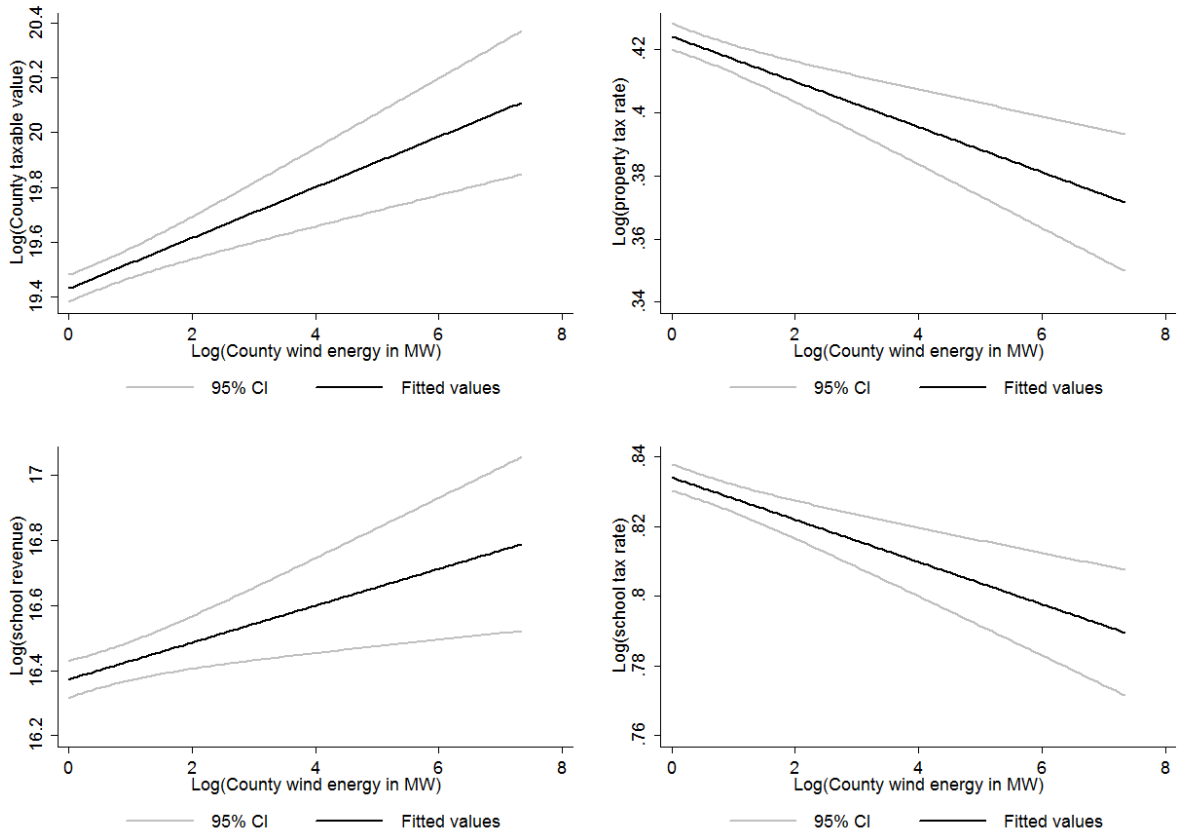 Log(County taxable value)
20.4
20.2
20
19.8
19.6
19.4
0 2 4 6 8
Log(County wind energy in MW)
95% CI Fitted values
Log(property tax rate)
.42
.4
.38
.36
.34
0 2 4 6 8
Log(County wind energy in MW)
95% CI Fitted values
Log(school revenue)
17
16.8
16.6
16.4
16.2
0 2 4 6 8
Log(County wind energy in MW)
95% CI Fitted values
Log(school tax rate)
.84
.82
.8
.78
.76
0 2 4 6 8
Log(County wind energy in MW)
95% CI Fitted values